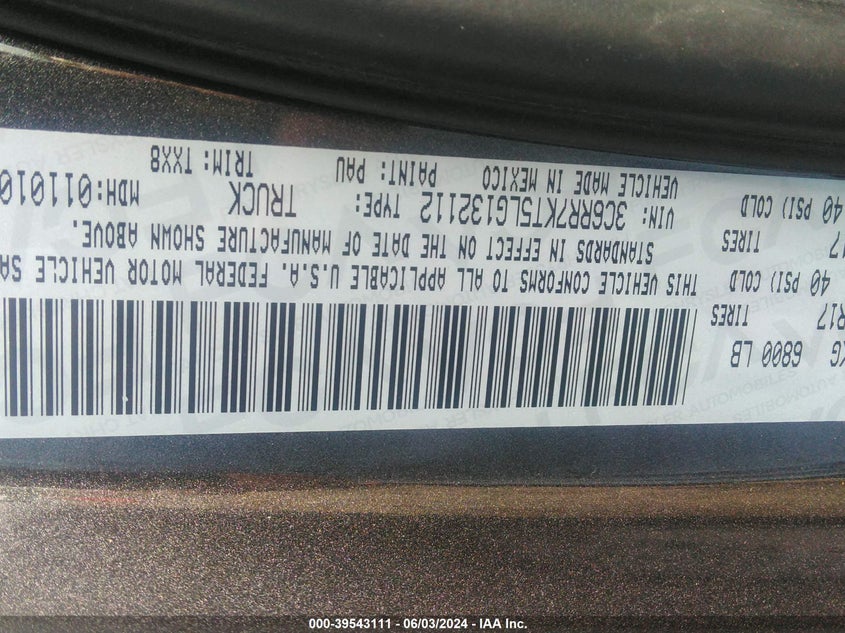 KG 6800 LB
R17 TIRES
40 PSI) COLD
17 TIRES
40 PSI) COLD
THIS VEHICLE CONFORMS TO ALL APPLICABLE U.S.A. FEDERAL MOTOR VEHICLE SA
STANDARDS IN EFFECT ON THE DATE OF MANUFACTURE SHOWN ABOVE.
VIN: 3C6RR7KT5LG132112 TYPE: TRUCK MDH:011010
VEHICLE MADE IN MEXICO PAINT: PAU TRIM:TXX8
000-39543111 - 06/03/2024 - IAA Inc.